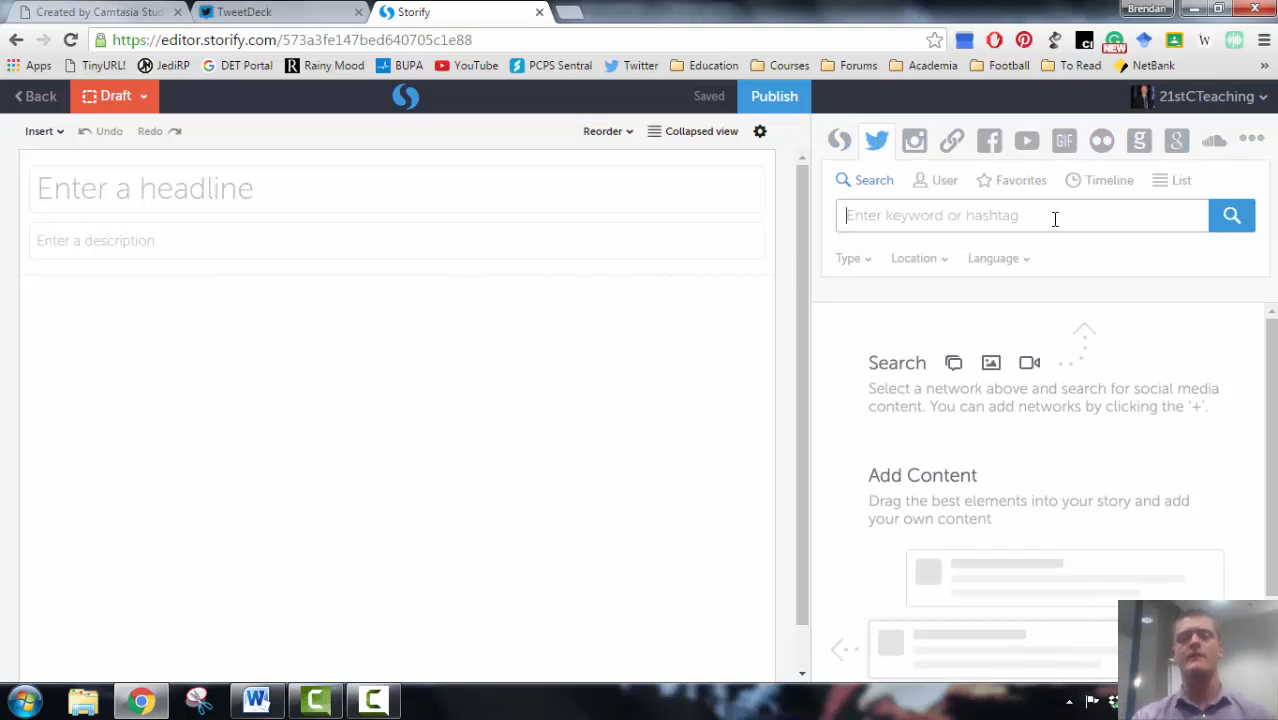 Created by Camtasia Stud
TweetDeck
Storify
Brendan
https://editor.storify.com/573a3fe147bed640705c1e88
Apps
TinyURL!
JediRP
DET Portal
Rainy Mood
BUPA
YouTube
PCPS Sentral
Twitter
Education
Courses
Forums
Academia
Football
To Read
NetBank
Back
Draft
Saved
Publish
21stCTeaching
Insert
Undo
Redo
Reorder
Collapsed view
GIF
Enter a headline
Enter a description
Search
User
Favorites
Timeline
List
Enter keyword or hashtag
Type
Location
Language
Search
Select a network above and search for social media
content. You can add networks by clicking the '+'.
Add Content
Drag the best elements into your story and add
your own content